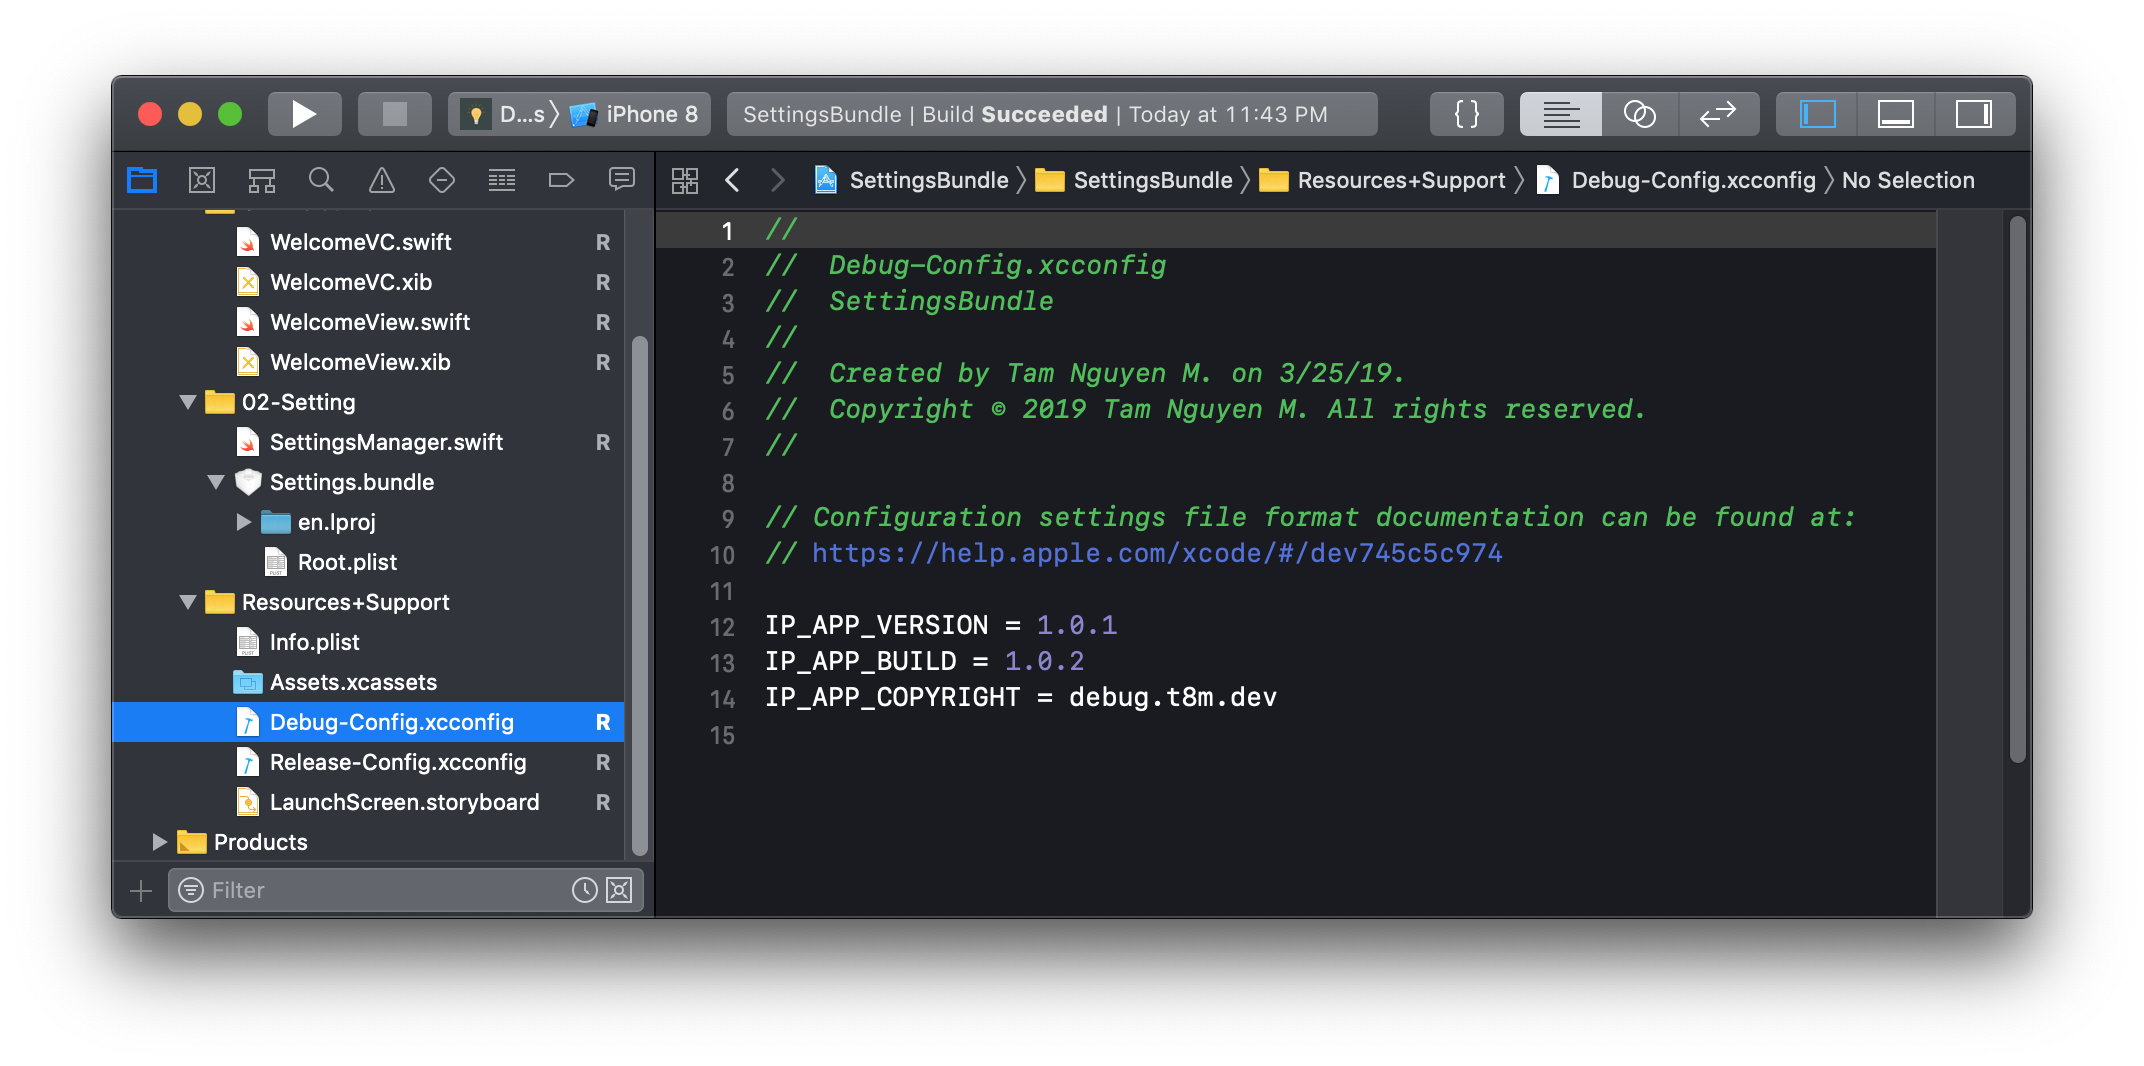 D...s 〉 iPhone 8
SettingsBundle | Build Succeeded | Today at 11:43 PM
{ }
SettingsBundle 〉 SettingsBundle 〉 Resources+Support 〉 Debug-Config.xcconfig 〉 No Selection
WelcomeVC.swift R
WelcomeVC.xib R
WelcomeView.swift R
WelcomeView.xib R
02-Setting
SettingsManager.swift R
Settings.bundle
en.lproj
Root.plist
Resources+Support
Info.plist
Assets.xcassets
Debug-Config.xcconfig R
Release-Config.xcconfig R
LaunchScreen.storyboard R
Products
Filter
1 //
2 //  Debug-Config.xcconfig
3 //  SettingsBundle
4 //
5 //  Created by Tam Nguyen M. on 3/25/19.
6 //  Copyright © 2019 Tam Nguyen M. All rights reserved.
7 //
8
9 // Configuration settings file format documentation can be found at:
10 // https://help.apple.com/xcode/#/dev745c5c974
11
12 IP_APP_VERSION = 1.0.1
13 IP_APP_BUILD = 1.0.2
14 IP_APP_COPYRIGHT = debug.t8m.dev
15